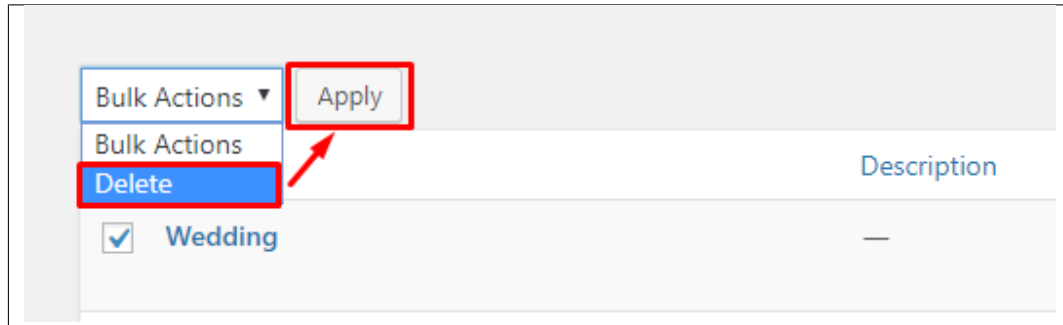 Bulk Actions ▼ Apply
Bulk Actions
Delete
Description
Wedding —